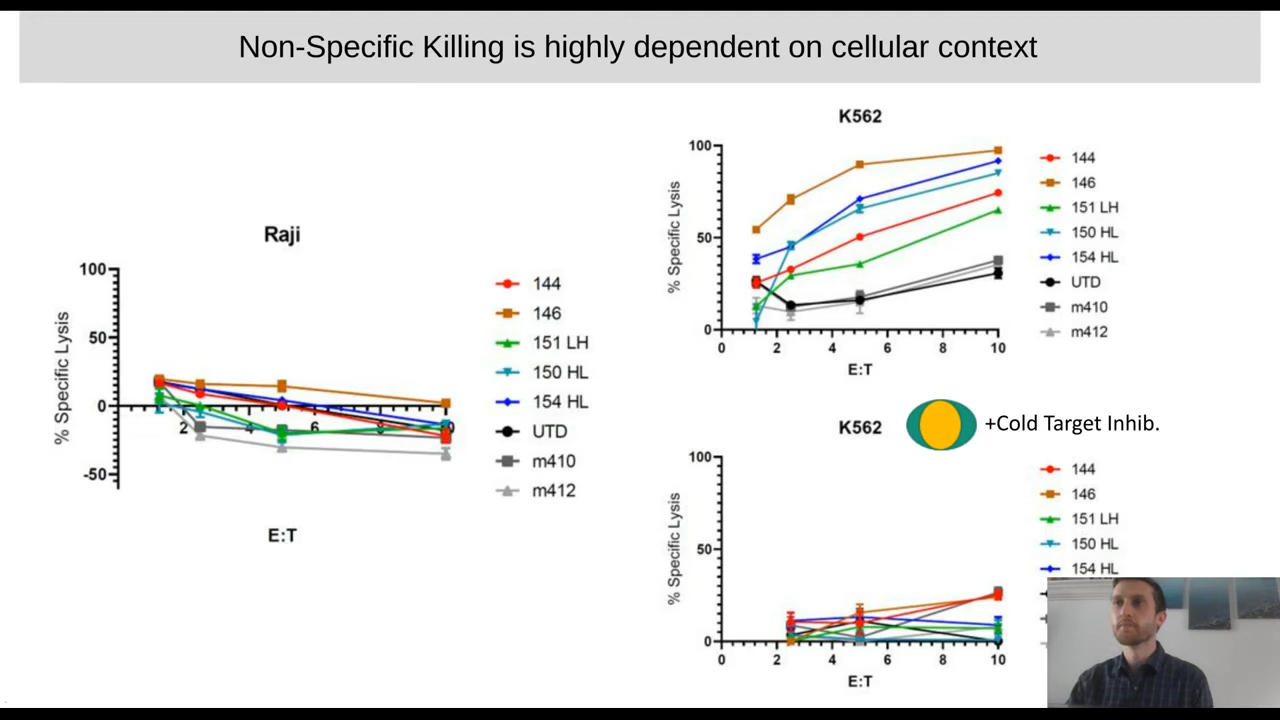 Non-Specific Killing is highly dependent on cellular context
Raji
% Specific Lysis
100
50
0
-50
2
4
6
8
10
E:T
144
146
151 LH
150 HL
154 HL
UTD
m410
m412
K562
% Specific Lysis
100
50
0
0
2
4
6
8
10
E:T
144
146
151 LH
150 HL
154 HL
UTD
m410
m412
K562
+Cold Target Inhib.
% Specific Lysis
100
50
0
0
2
4
6
8
10
E:T
144
146
151 LH
150 HL
154 HL